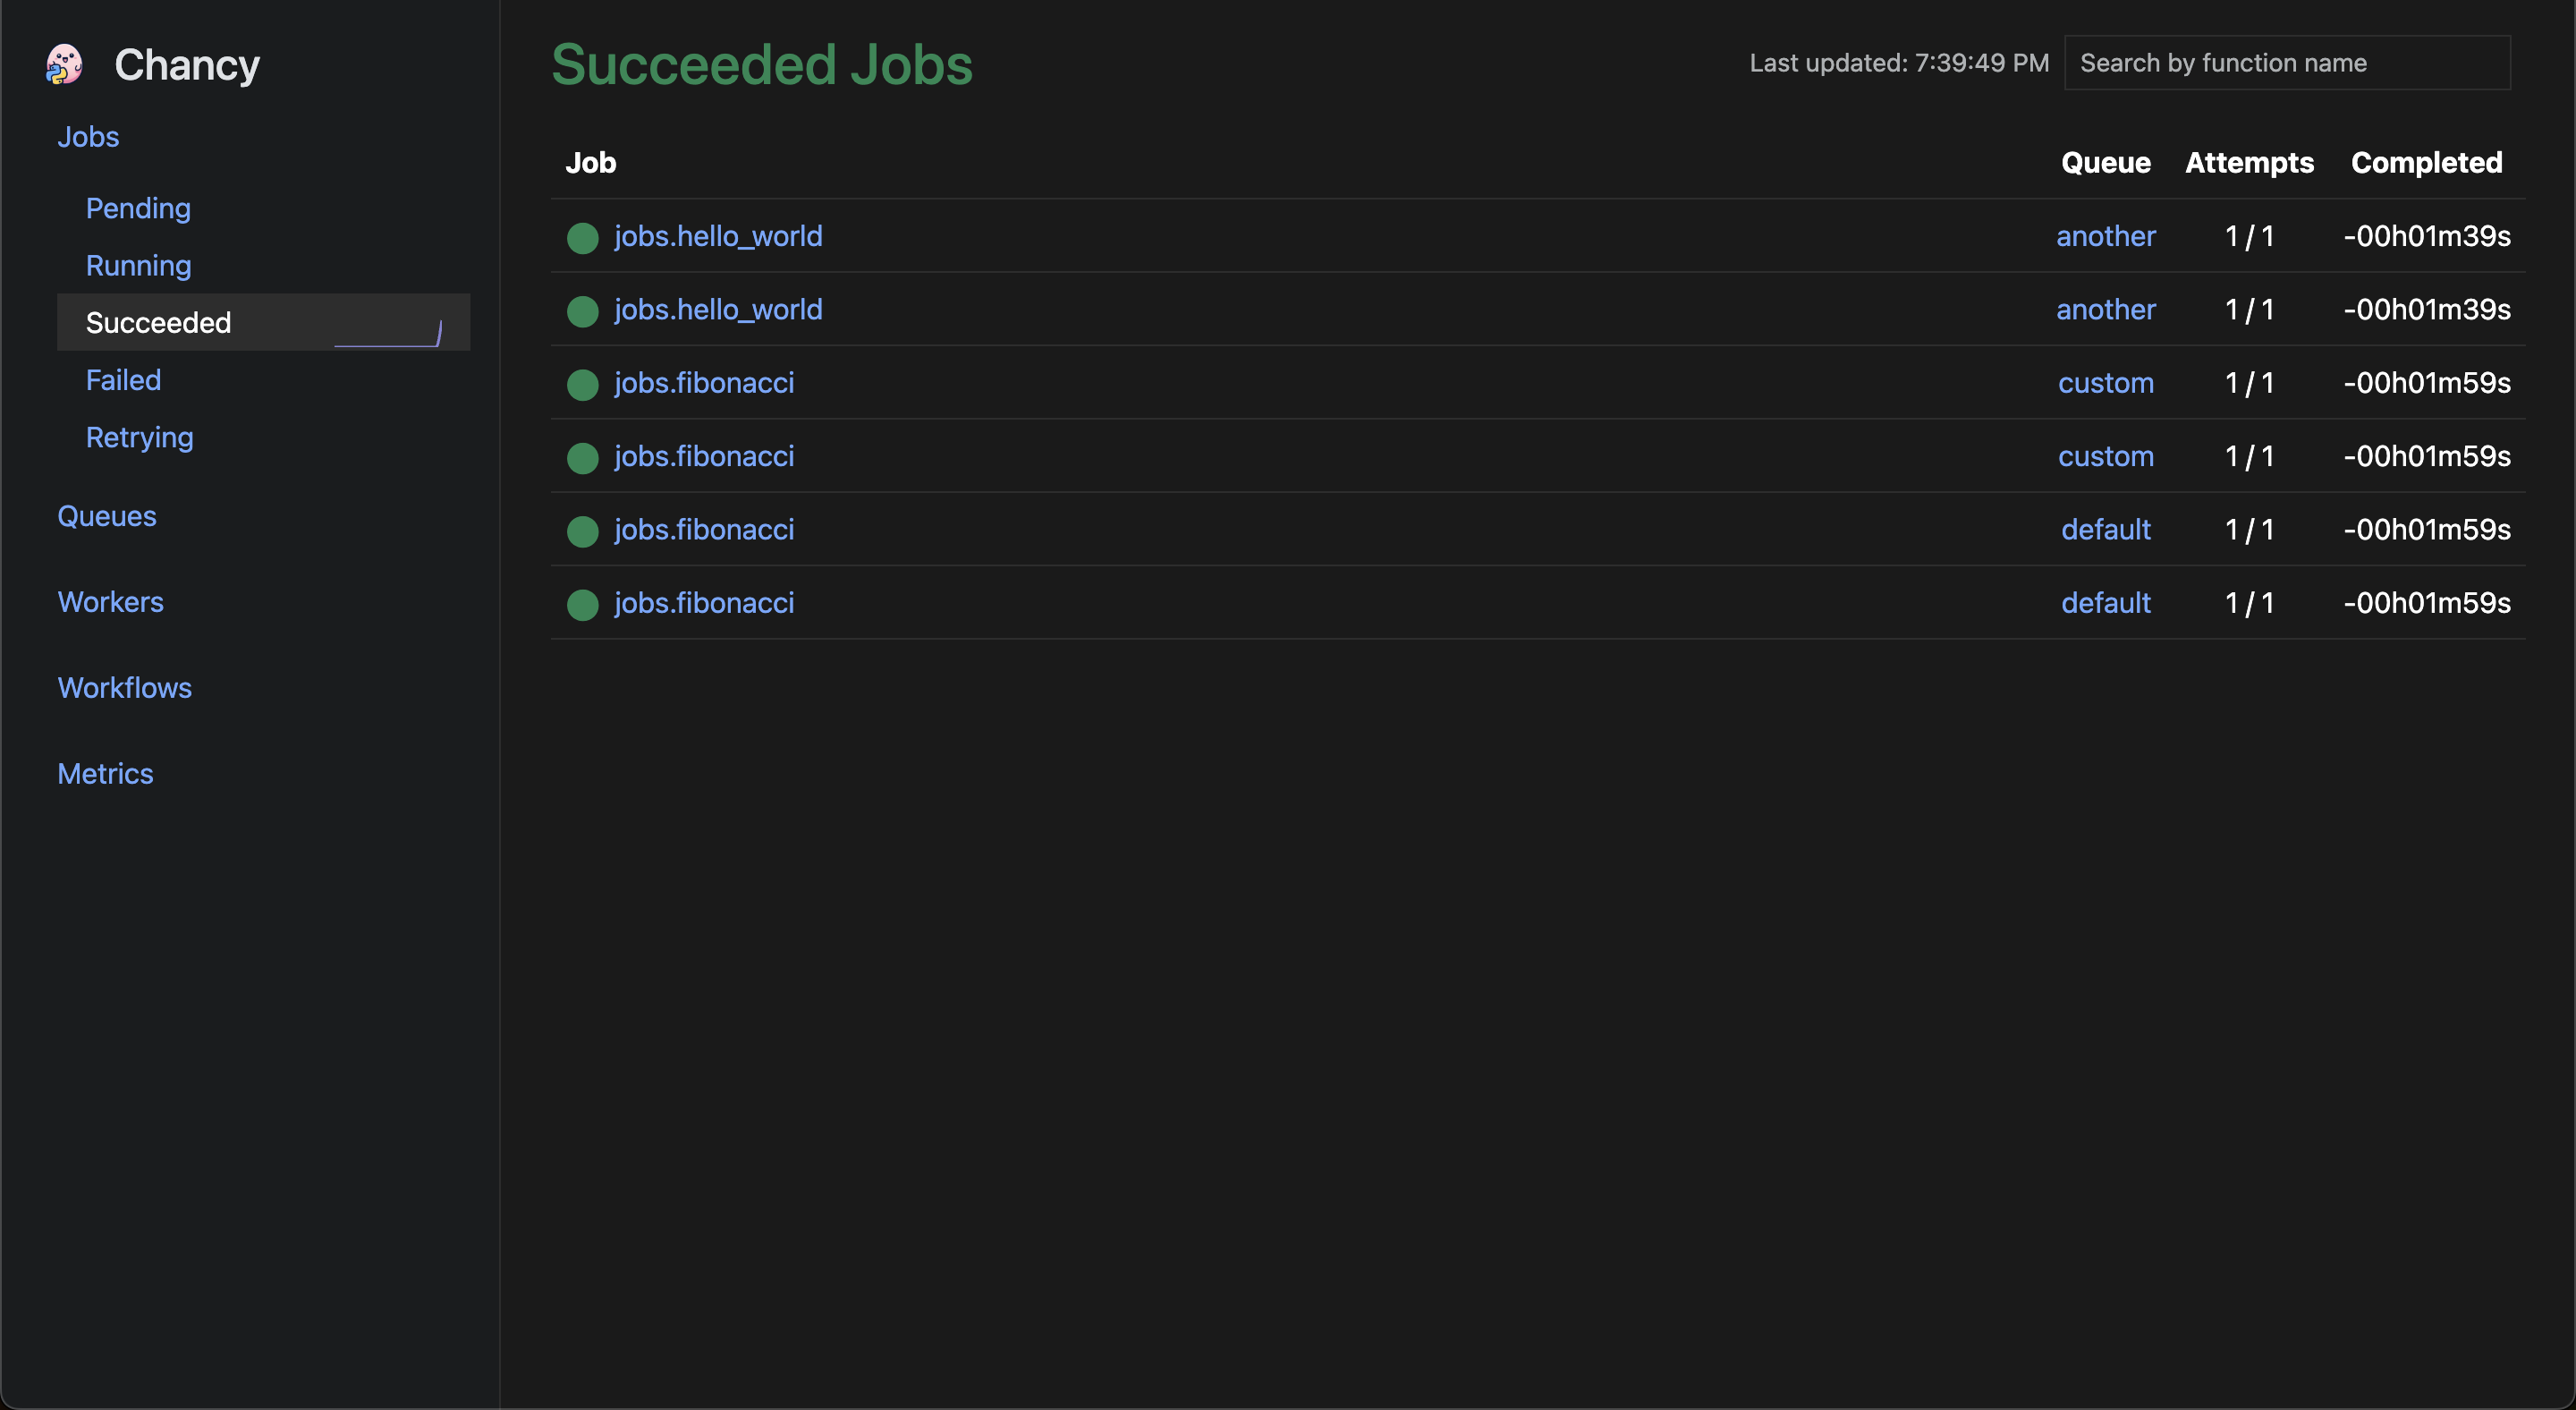 Chancy
Jobs
Pending
Running
Succeeded
Failed
Retrying
Queues
Workers
Workflows
Metrics
Succeeded Jobs
Last updated: 7:39:49 PM
Search by function name
Job Queue Attempts Completed
jobs.hello_world another 1 / 1 -00h01m39s
jobs.hello_world another 1 / 1 -00h01m39s
jobs.fibonacci custom 1 / 1 -00h01m59s
jobs.fibonacci custom 1 / 1 -00h01m59s
jobs.fibonacci default 1 / 1 -00h01m59s
jobs.fibonacci default 1 / 1 -00h01m59s